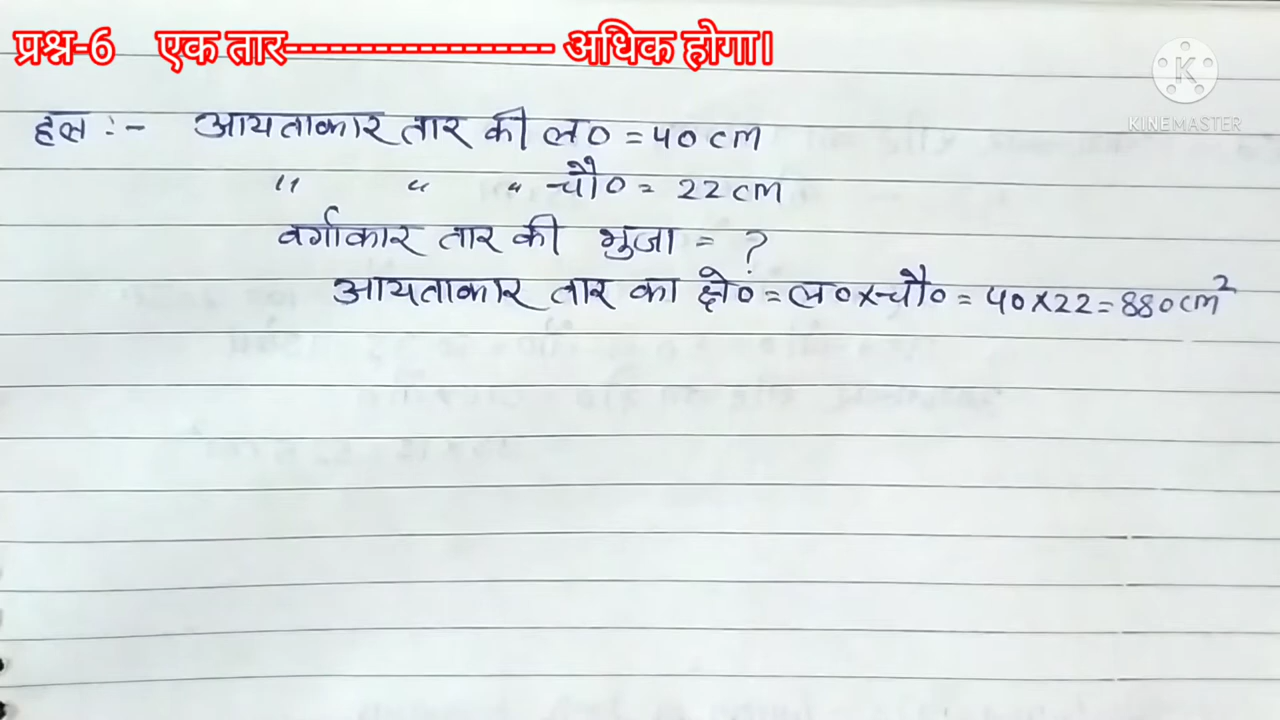 प्रश्न-6 एक तार------------------ अधिक होगा।
K
KINEMASTER
हल :- आयताकार तार की ल० = 40 cm
" " " चौ० = 22 cm
वर्गाकार तार की भुजा = ?
आयताकार तार का क्षे० = ल० × चौ० = 40 × 22 = 880 cm²